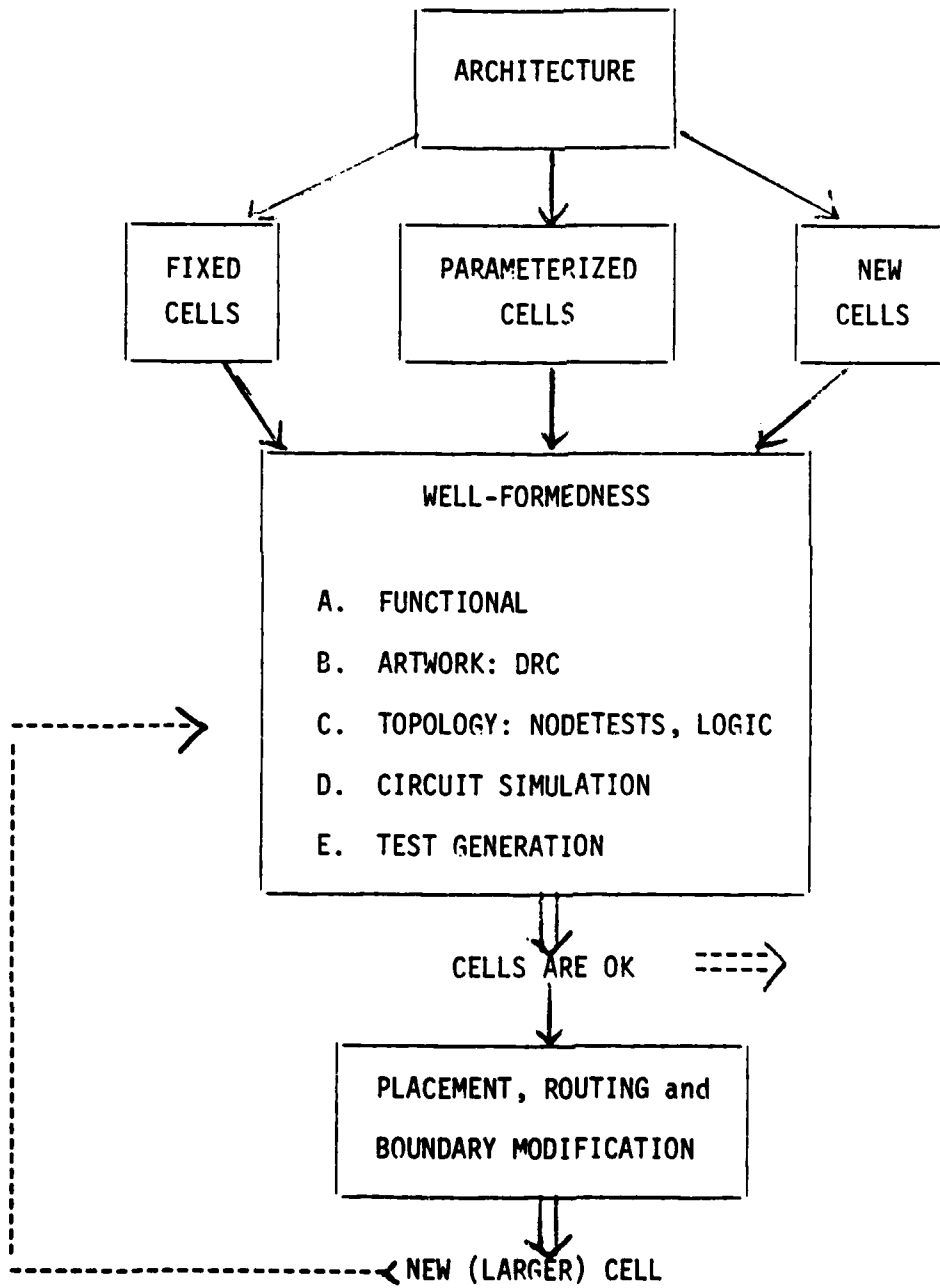 ARCHITECTURE
FIXED
CELLS
PARAMETERIZED
CELLS
NEW
CELLS
WELL-FORMEDNESS
A. FUNCTIONAL
B. ARTWORK: DRC
C. TOPOLOGY: NODETESTS, LOGIC
D. CIRCUIT SIMULATION
E. TEST GENERATION
CELLS ARE OK
PLACEMENT, ROUTING and
BOUNDARY MODIFICATION
NEW (LARGER) CELL